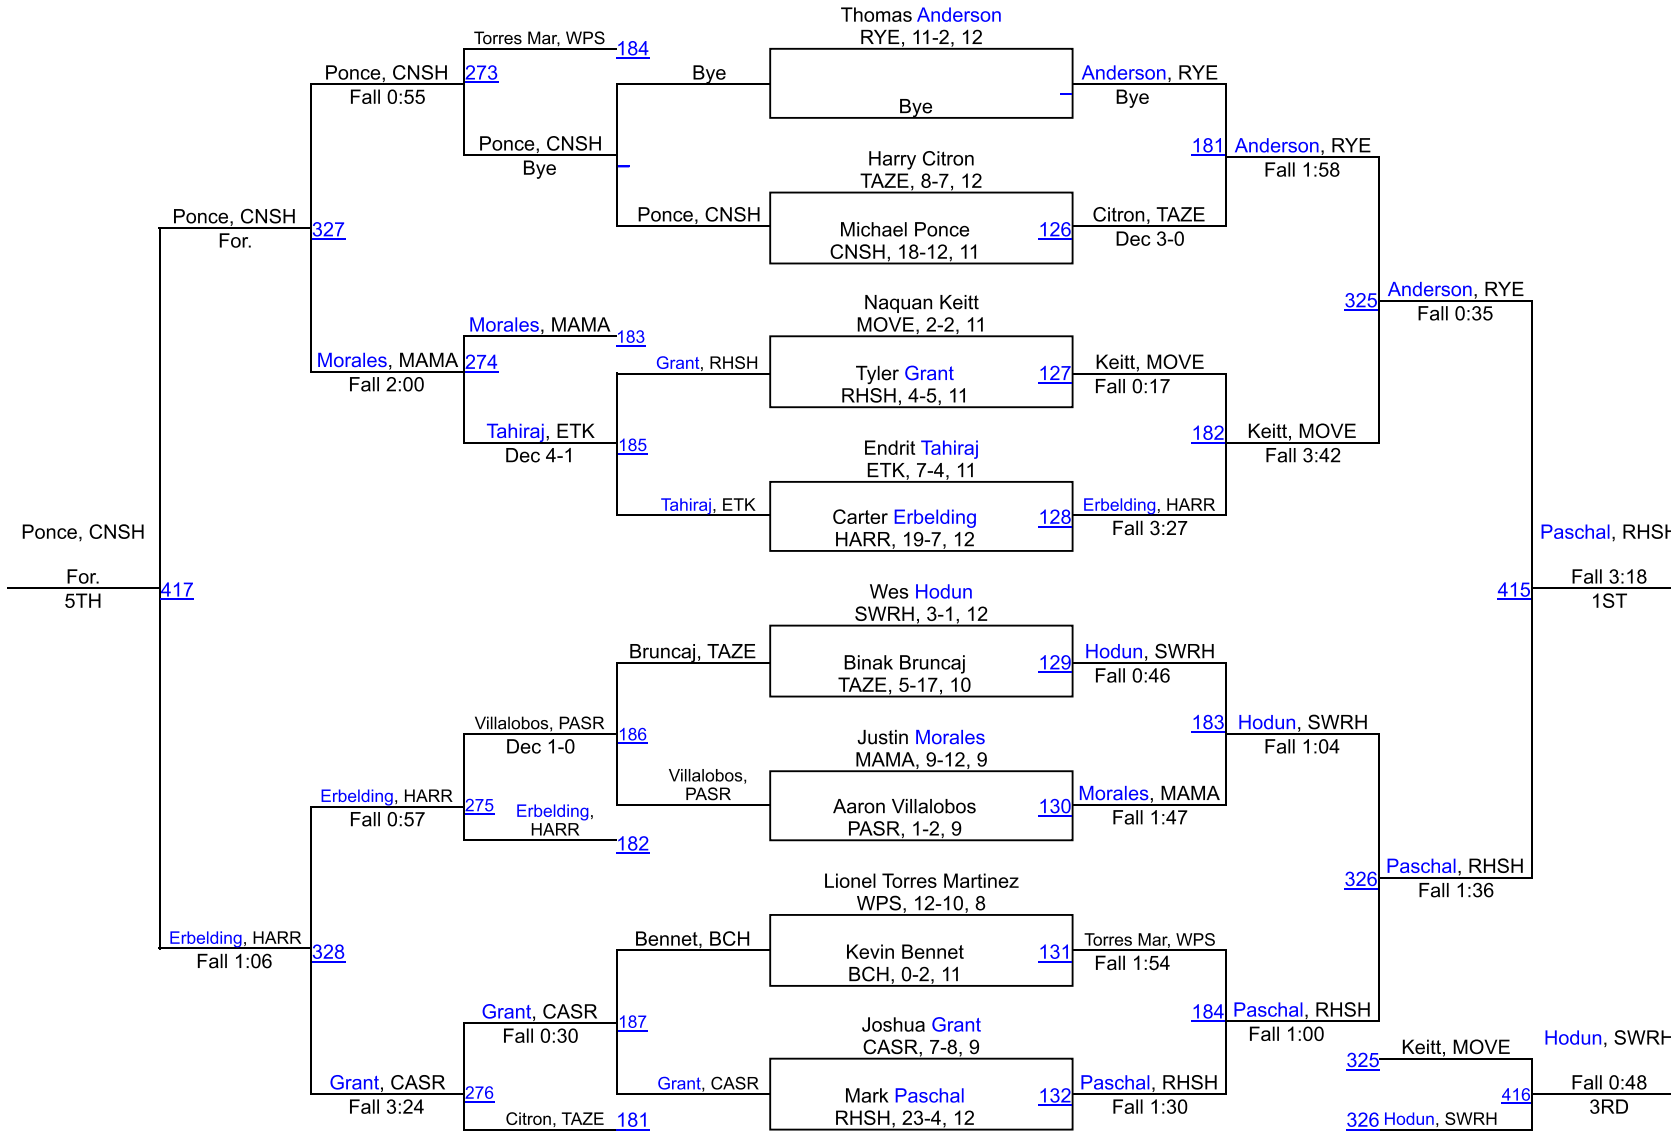 Thomas Anderson
RYE, 11-2, 12
Torres Mar, WPS
184
Ponce, CNSH
273
Bye
Anderson, RYE
Fall 0:55
Bye
Bye
Ponce, CNSH
Bye
181
Anderson, RYE
Fall 1:58
Harry Citron
TAZE, 8-7, 12
Ponce, CNSH
For.
327
Ponce, CNSH
Michael Ponce
CNSH, 18-12, 11
126
Citron, TAZE
Dec 3-0
325
Anderson, RYE
Fall 0:35
Naquan Keitt
MOVE, 2-2, 11
Morales, MAMA
183
Morales, MAMA
274
Fall 2:00
Grant, RHSH
Tyler Grant
RHSH, 4-5, 11
127
Keitt, MOVE
Fall 0:17
Tahiraj, ETK
Dec 4-1
185
182
Keitt, MOVE
Fall 3:42
Endrit Tahiraj
ETK, 7-4, 11
Tahiraj, ETK
Carter Erbelding
HARR, 19-7, 12
128
Erbelding, HARR
Fall 3:27
Ponce, CNSH
For.
5TH
417
Paschal, RHSH
415
Fall 3:18
1ST
Wes Hodun
SWRH, 3-1, 12
Bruncaj, TAZE
Binak Bruncaj
TAZE, 5-17, 10
129
Hodun, SWRH
Fall 0:46
Villalobos, PASR
Dec 1-0
186
183
Hodun, SWRH
Fall 1:04
Justin Morales
MAMA, 9-12, 9
Villalobos,
PASR
Aaron Villalobos
PASR, 1-2, 9
130
Morales, MAMA
Fall 1:47
Erbelding, HARR
Fall 0:57
275
Erbelding,
HARR
182
326
Paschal, RHSH
Fall 1:36
Lionel Torres Martinez
WPS, 12-10, 8
Erbelding, HARR
Fall 1:06
328
Bennet, BCH
Kevin Bennet
BCH, 0-2, 11
131
Torres Mar, WPS
Fall 1:54
Grant, CASR
Fall 0:30
187
184
Paschal, RHSH
Fall 1:00
Joshua Grant
CASR, 7-8, 9
Grant, CASR
Fall 3:24
276
Grant, CASR
Mark Paschal
RHSH, 23-4, 12
132
Paschal, RHSH
Fall 1:30
Citron, TAZE
181
325
Keitt, MOVE
Hodun, SWRH
416
Fall 0:48
3RD
326
Hodun, SWRH